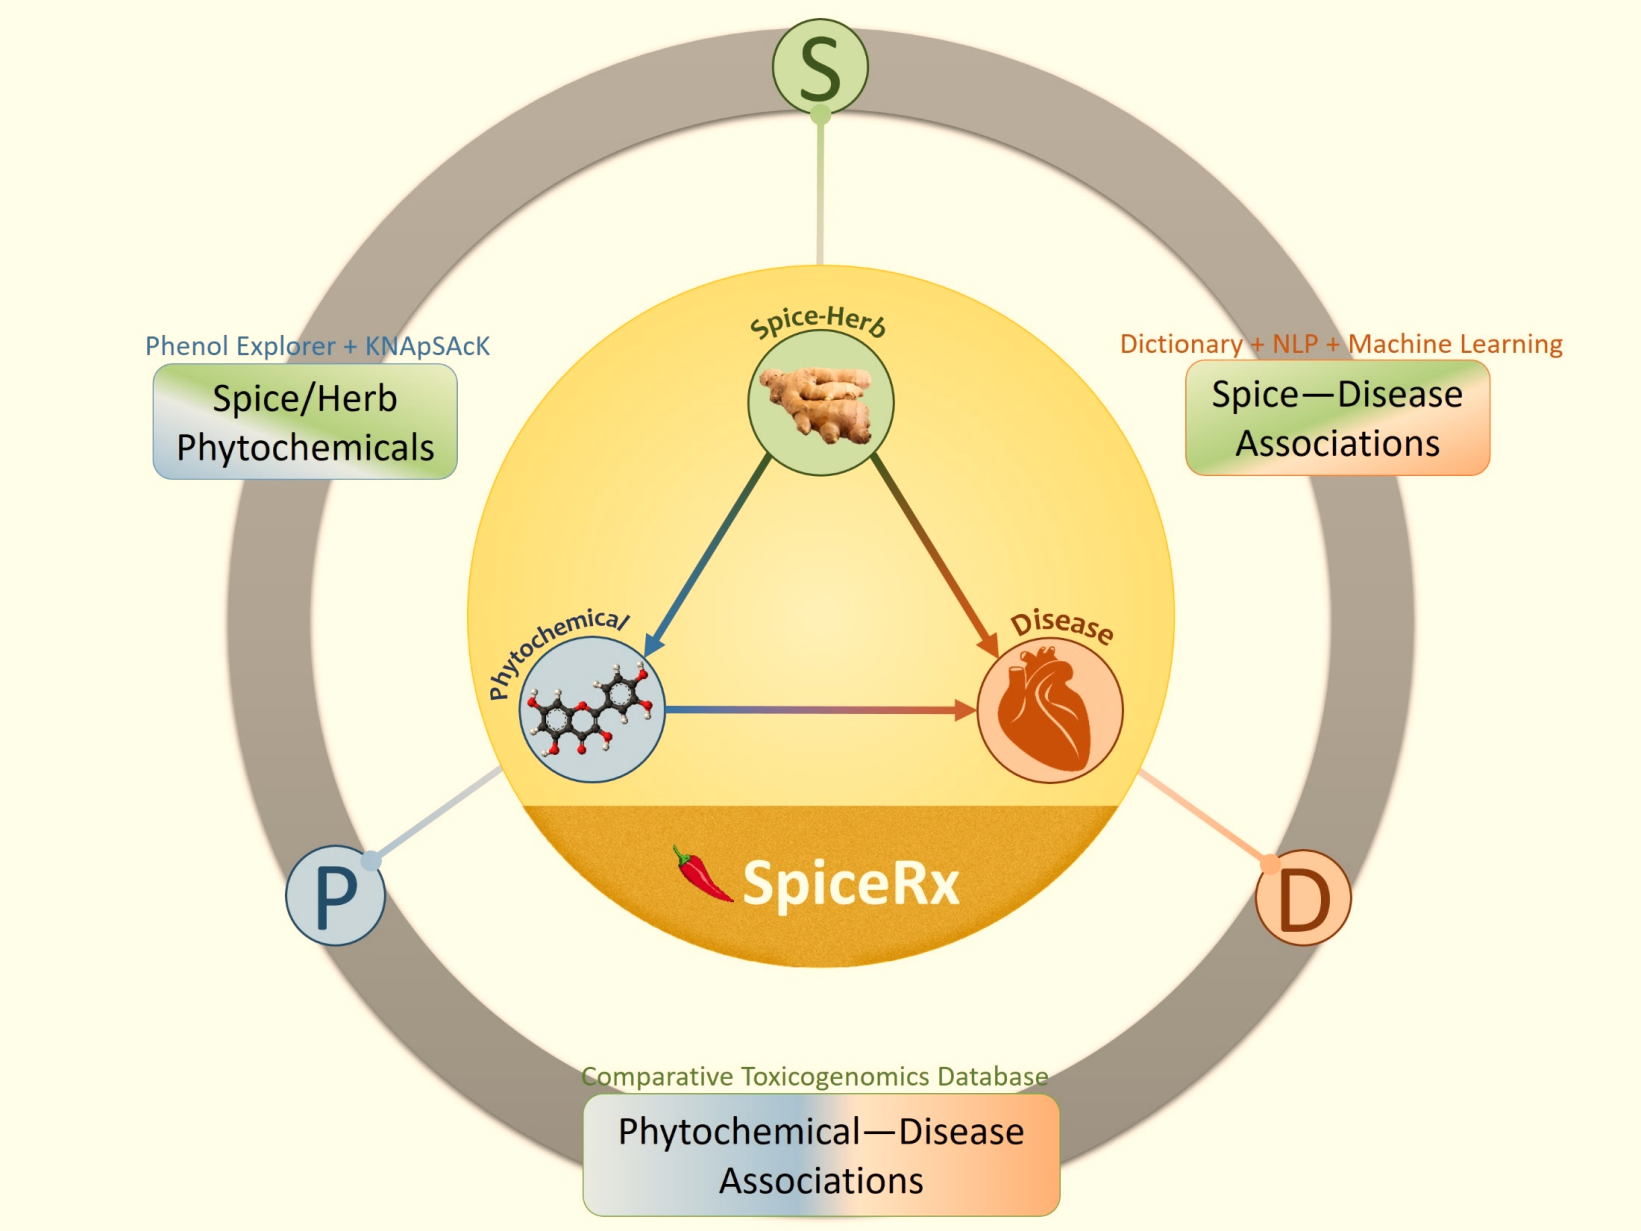 S
Spice-Herb
Phenol Explorer + KNApSAcK
Spice/Herb
Phytochemicals
Dictionary + NLP + Machine Learning
Spice—Disease
Associations
Phytochemical
Disease
SpiceRx
P
D
Comparative Toxicogenomics Database
Phytochemical—Disease
Associations